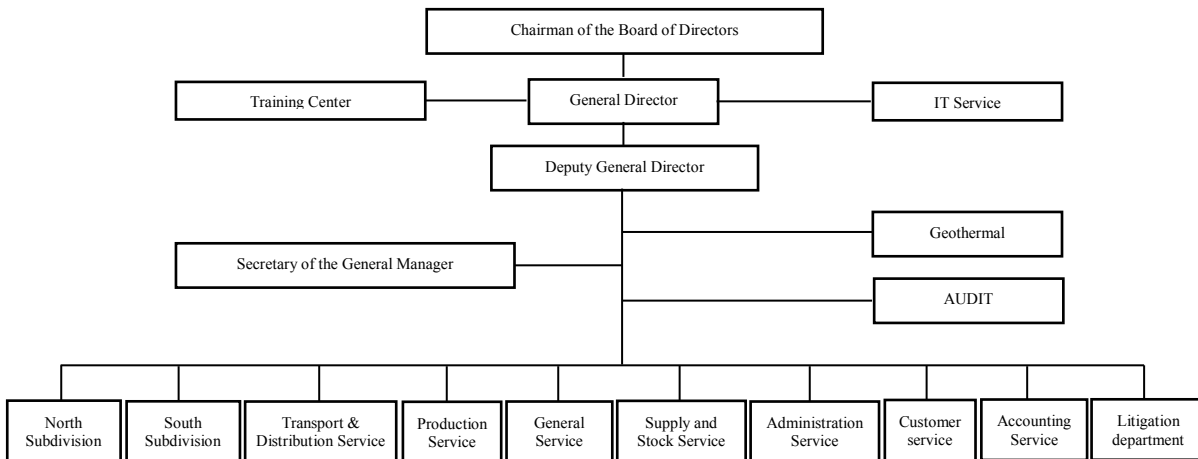 Chairman of the Board of Directors
Training Center
General Director
IT Service
Deputy General Director
Geothermal
Secretary of the General Manager
AUDIT
North
Subdivision
South
Subdivision
Transport &
Distribution Service
Production
Service
General
Service
Supply and
Stock Service
Administration
Service
Customer
service
Accounting
Service
Litigation
department